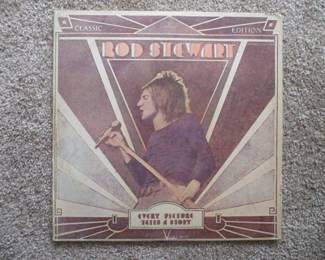 CLASSIC EDITION
ROD STEWART
EVERY PICTURE
TELLS A STORY